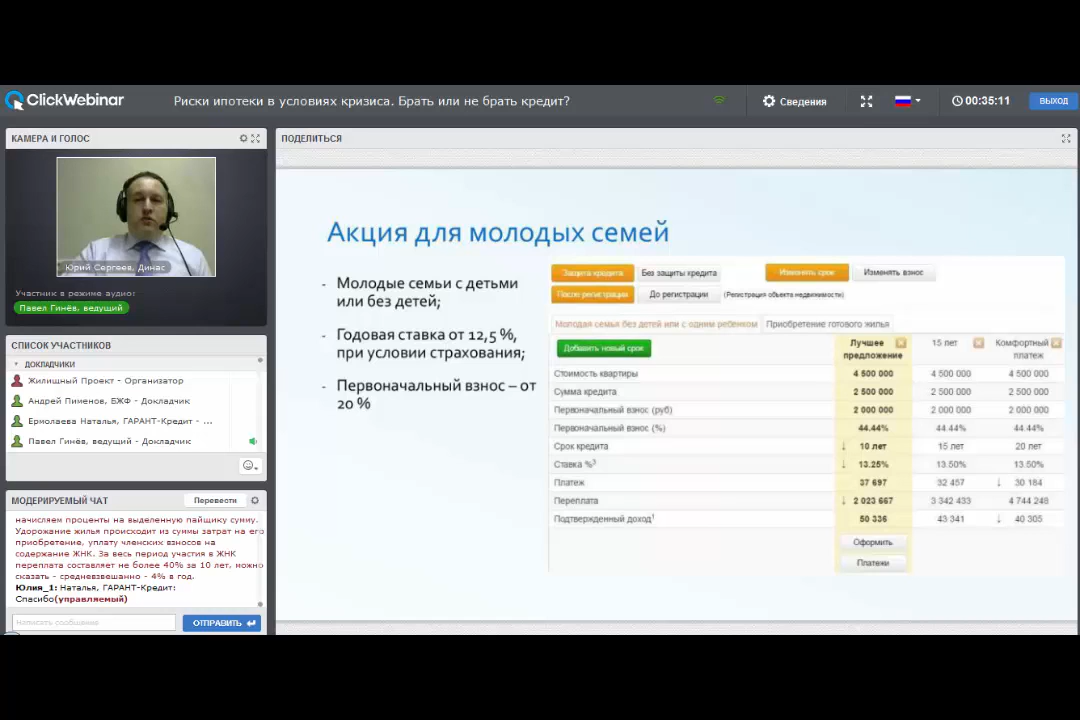 ClickWebinar
Риски ипотеки в условиях кризиса. Брать или не брать кредит?
Сведения
00:35:11
ВЫХОД
КАМЕРА И ГОЛОС
Юрий Сергеев, Динас
Участник в режиме аудио:
Павел Гинёв, ведущий
СПИСОК УЧАСТНИКОВ
ДОКЛАДЧИКИ
Жилищный Проект - Организатор
Андрей Пименов, БЖФ - Докладчик
Ермолаева Наталья, ГАРАНТ-Кредит - ...
Павел Гинёв, ведущий - Докладчик
МОДЕРИРУЕМЫЙ ЧАТ
Перевести
начисляем проценты на выделенную пайщику сумму.
Удорожание жилья происходит из суммы затрат на его
приобретение, уплату членских взносов на
содержание ЖНК. За весь период участия в ЖНК
переплата составляет не более 40% за 10 лет, можно
сказать - средневзвешанно - 4% в год.
Юлия_1: Наталья, ГАРАНТ-Кредит:
Спасибо(управляемый)
Написать сообщение
ОТПРАВИТЬ
ПОДЕЛИТЬСЯ
Акция для молодых семей
- Молодые семьи с детьми
или без детей;
- Годовая ставка от 12,5 %,
при условии страхования;
- Первоначальный взнос – от
20 %
Защита кредита Без защиты кредита Изменить срок Изменять взнос
После регистрации До регистрации (Регистрация объекта недвижимости)
Молодая семья без детей или с одним ребенком Приобретение готового жилья
Добавить новый срок Лучшее предложение 15 лет Комфортный платеж
Стоимость квартиры 4 500 000 4 500 000 4 500 000
Сумма кредита 2 500 000 2 500 000 2 500 000
Первоначальный взнос (руб) 2 000 000 2 000 000 2 000 000
Первоначальный взнос (%) 44.44% 44.44% 44.44%
Срок кредита ↓ 10 лет 15 лет 20 лет
Ставка %³ ↓ 13.25% 13.50% 13.50%
Платеж 37 697 32 457 ↓ 30 184
Переплата ↓ 2 023 667 3 342 433 4 744 248
Подтвержденный доход¹ 50 336 43 341 ↓ 40 305
Оформить
Платежи